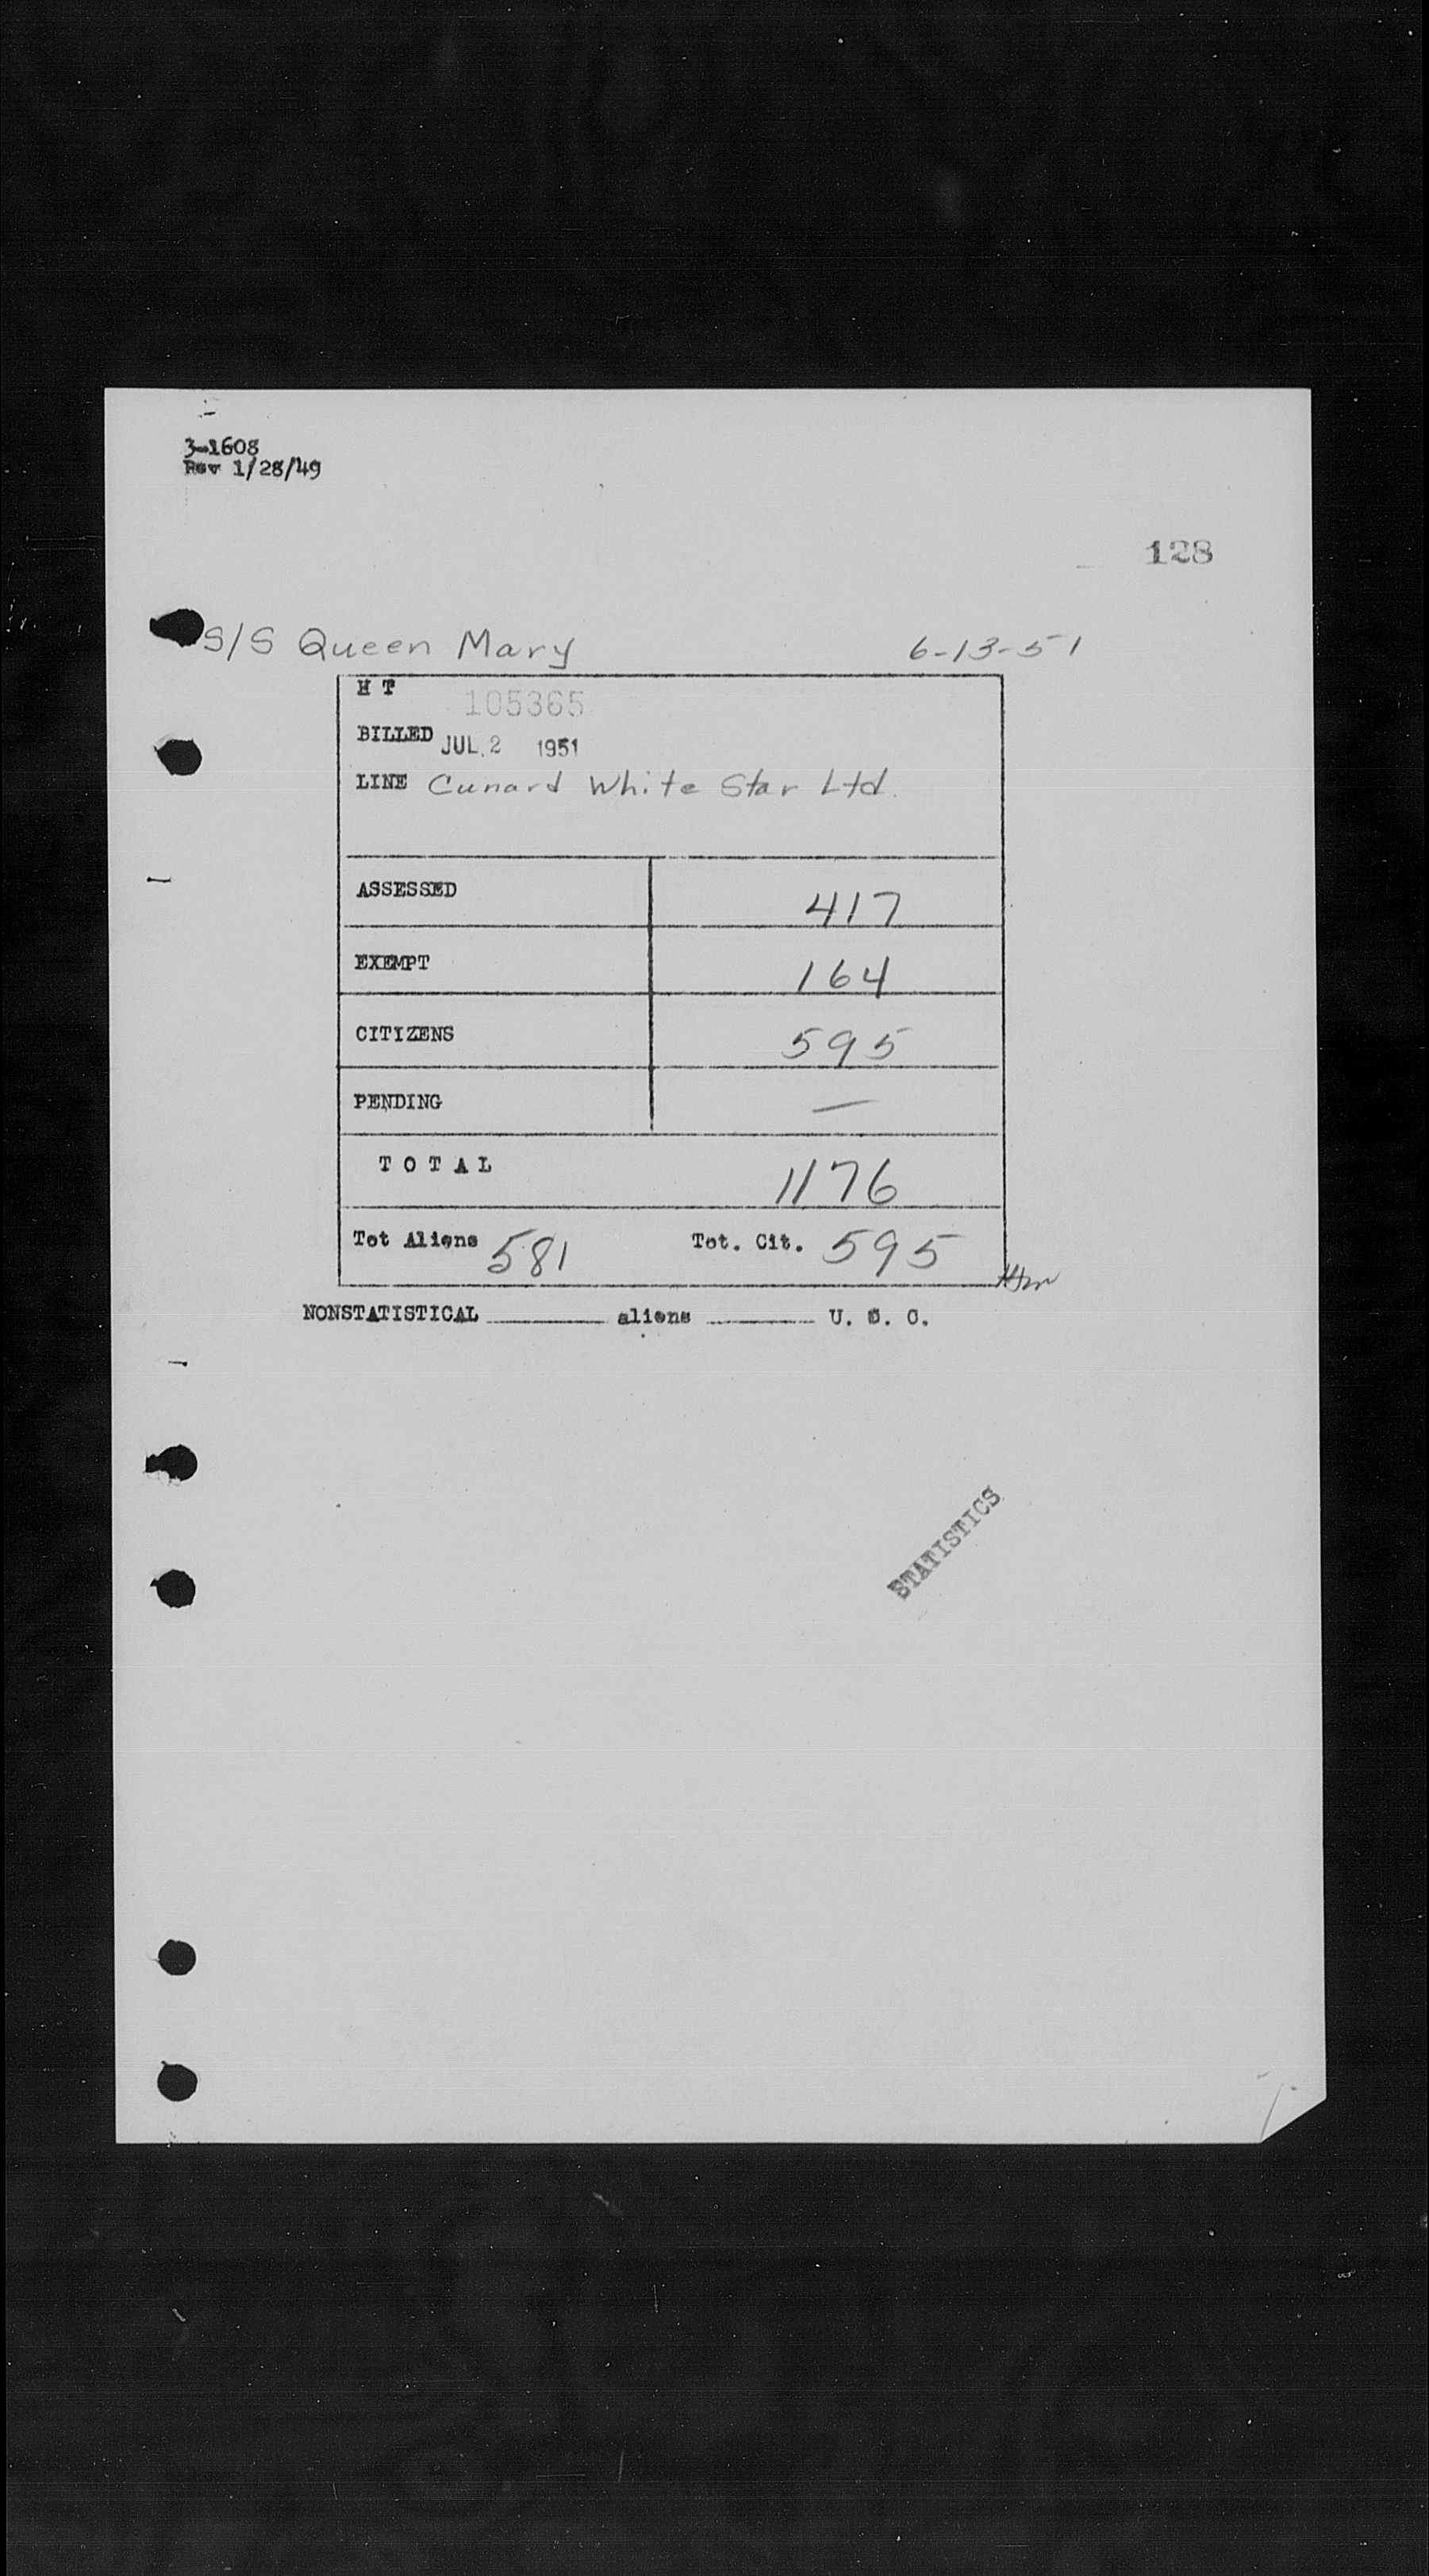 3-1608
Rev 1/28/49
128
S/S Queen Mary 6-13-51
H T 105365
BILLED JUL 2 1951
LINE Cunard White Star Ltd.
ASSESSED 417
EXEMPT 164
CITIZENS 595
PENDING —
TOTAL 1176
Tot Aliens 581 Tot. Cit. 595
NONSTATISTICAL ______ aliens ______ U. S. C.
STATISTICS